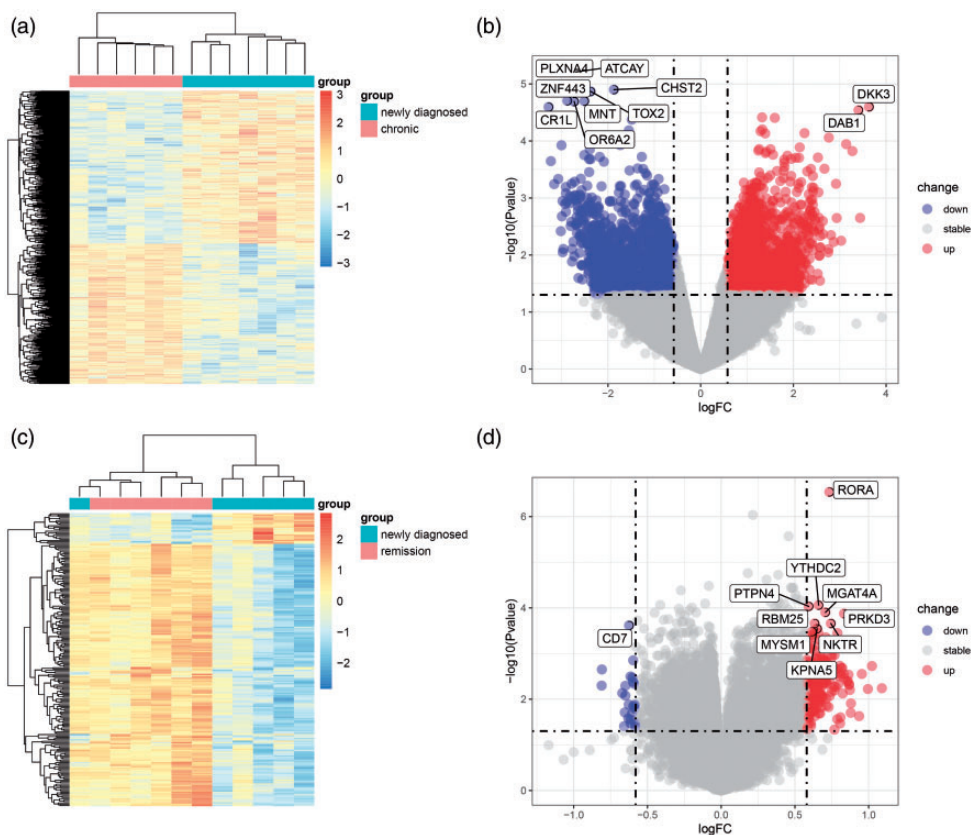 (a)
group
newly diagnosed
chronic
group
3
2
1
0
−1
−2
−3
(b)
PLXNA4 ATCAY
ZNF443 CHST2
CR1L MNT TOX2
OR6A2
DKK3
DAB1
5
4
3
2
1
0
−log10(Pvalue)
−2 0 2 4
logFC
change
down
stable
up
(c)
group
newly diagnosed
remission
group
2
1
0
−1
−2
(d)
RORA
YTHDC2
PTPN4 MGAT4A
RBM25 PRKD3
CD7 MYSM1 NKTR
KPNA5
6
4
2
0
−log10(Pvalue)
−1.0 −0.5 0.0 0.5 1.0
logFC
change
down
stable
up